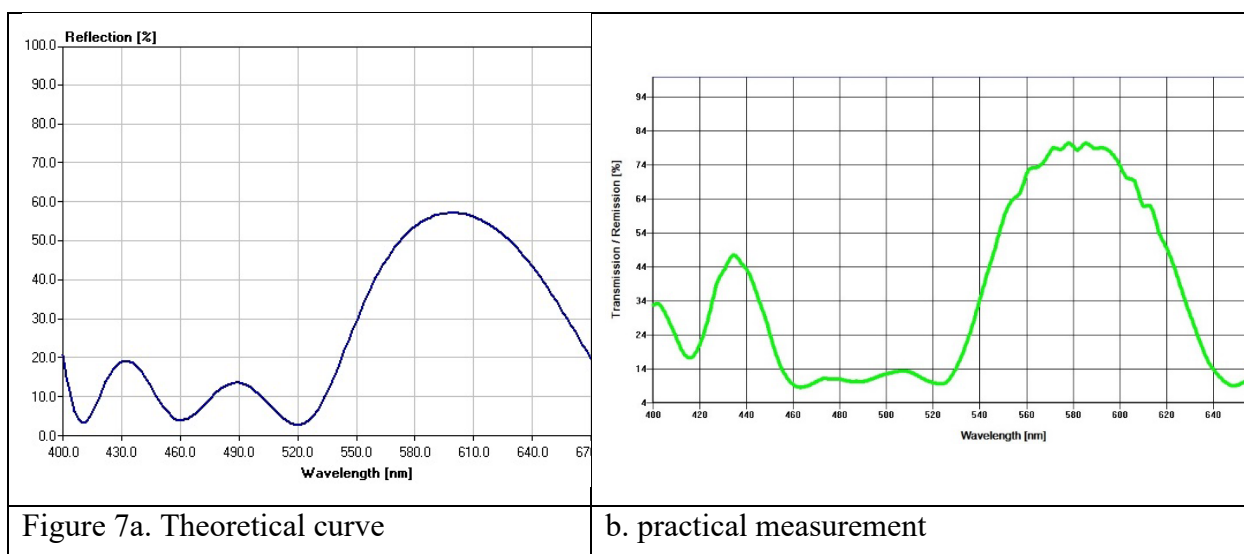 Reflection [%]
100.0
90.0
80.0
70.0
60.0
50.0
40.0
30.0
20.0
10.0
0.0
400.0 430.0 460.0 490.0 520.0 550.0 580.0 610.0 640.0 67
Wavelength [nm]
Transmission / Remission [%]
94
84
74
64
54
44
34
24
14
4
400 420 440 460 480 500 520 540 560 580 600 620 640
Wavelength [nm]
Figure 7a. Theoretical curve
b. practical measurement